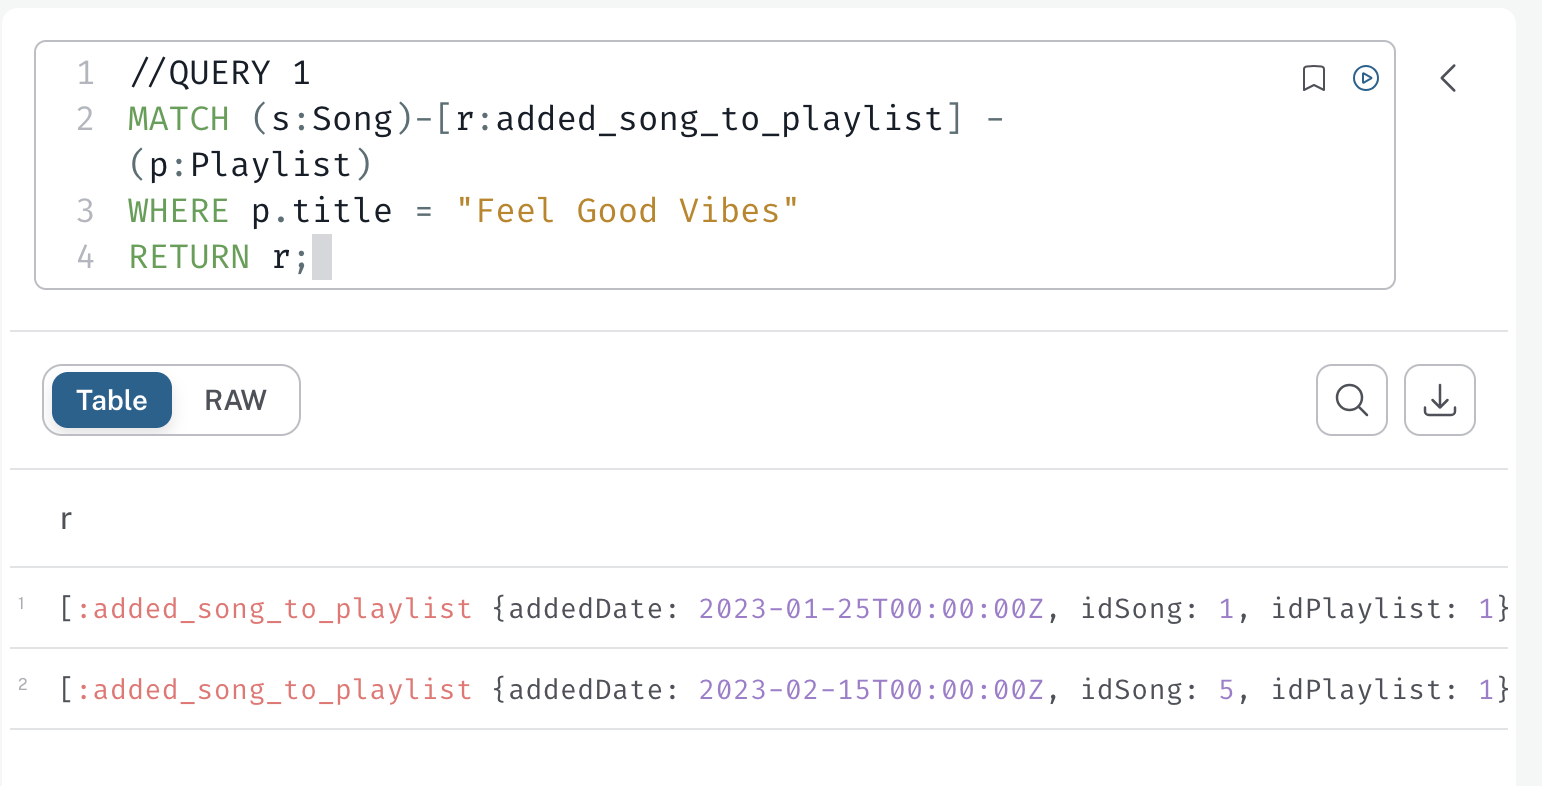 1 //QUERY 1
2 MATCH (s:Song)-[r:added_song_to_playlist] -
(p:Playlist)
3 WHERE p.title = "Feel Good Vibes"
4 RETURN r;
Table RAW
r
1 [:added_song_to_playlist {addedDate: 2023-01-25T00:00:00Z, idSong: 1, idPlaylist: 1}
2 [:added_song_to_playlist {addedDate: 2023-02-15T00:00:00Z, idSong: 5, idPlaylist: 1}